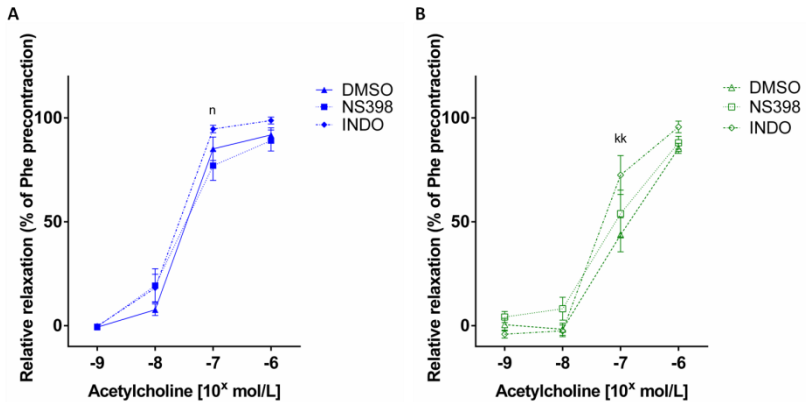 A
Relative relaxation (% of Phe precontraction)
100
50
0
n
DMSO
NS398
INDO
-9 -8 -7 -6
Acetylcholine [10ˣ mol/L]
B
Relative relaxation (% of Phe precontraction)
100
50
0
kk
DMSO
NS398
INDO
-9 -8 -7 -6
Acetylcholine [10ˣ mol/L]